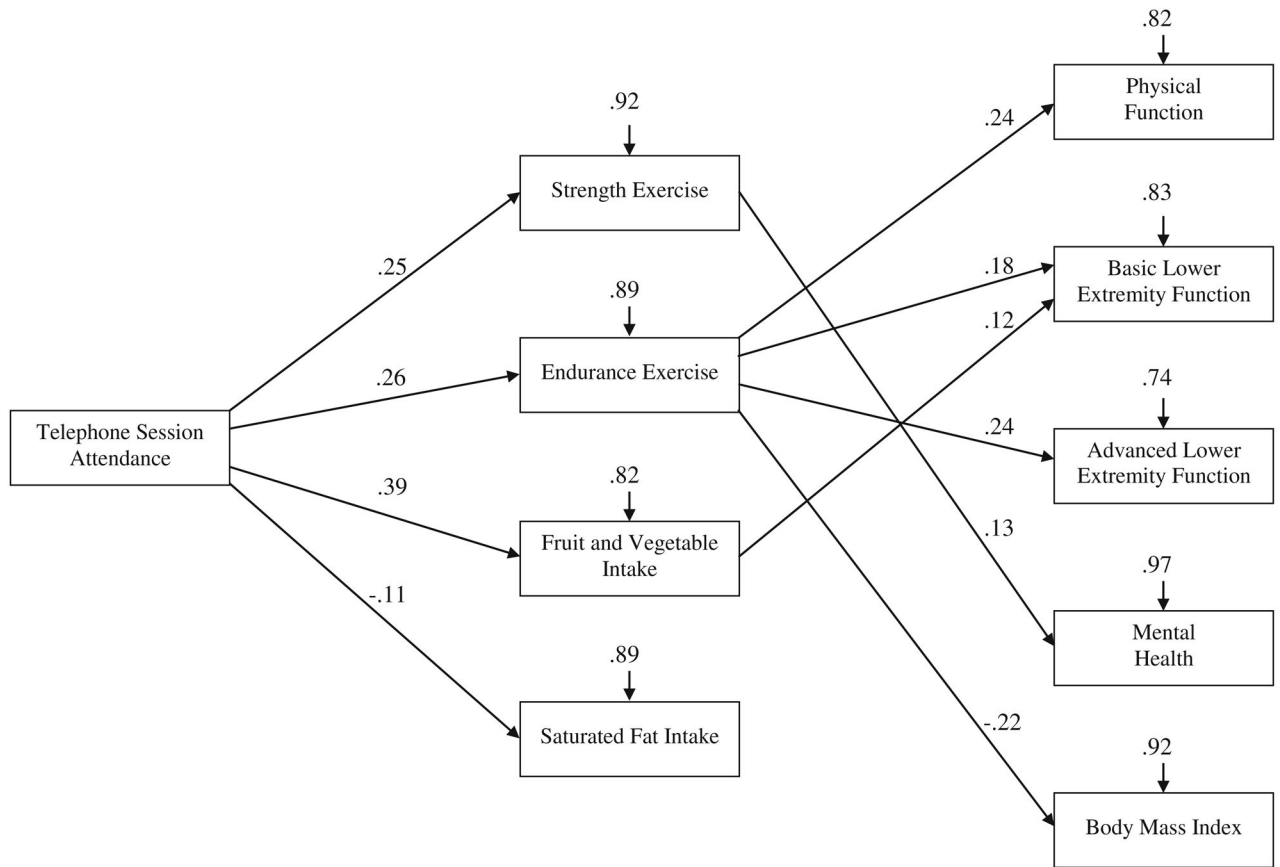 .82
Physical
Function
.92
.24
Strength Exercise
.83
.25
.18
Basic Lower
Extremity Function
.89
.12
Endurance Exercise
.26
.74
Telephone Session
Attendance
.24
Advanced Lower
Extremity Function
.39
.82
Fruit and Vegetable
Intake
.13
.97
-.11
Mental
Health
.89
Saturated Fat Intake
-.22
.92
Body Mass Index